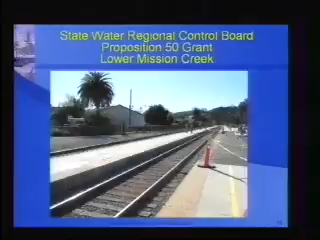 State Water Regional Control Board
Proposition 50 Grant
Lower Mission Creek